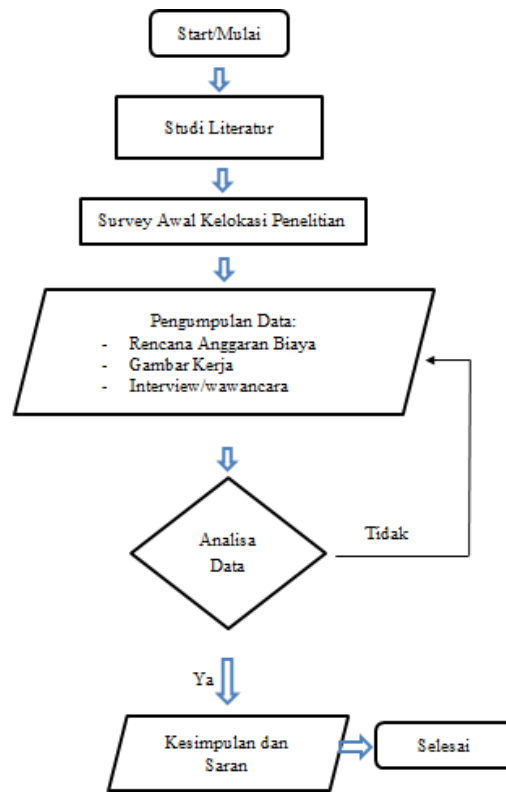 Start/Mulai
Studi Literatur
Survey Awal Kelokasi Penelitian
Pengumpulan Data:
- Rencana Anggaran Biaya
- Gambar Kerja
- Interview/wawancara
Analisa
Data
Tidak
Ya
Kesimpulan dan
Saran
Selesai